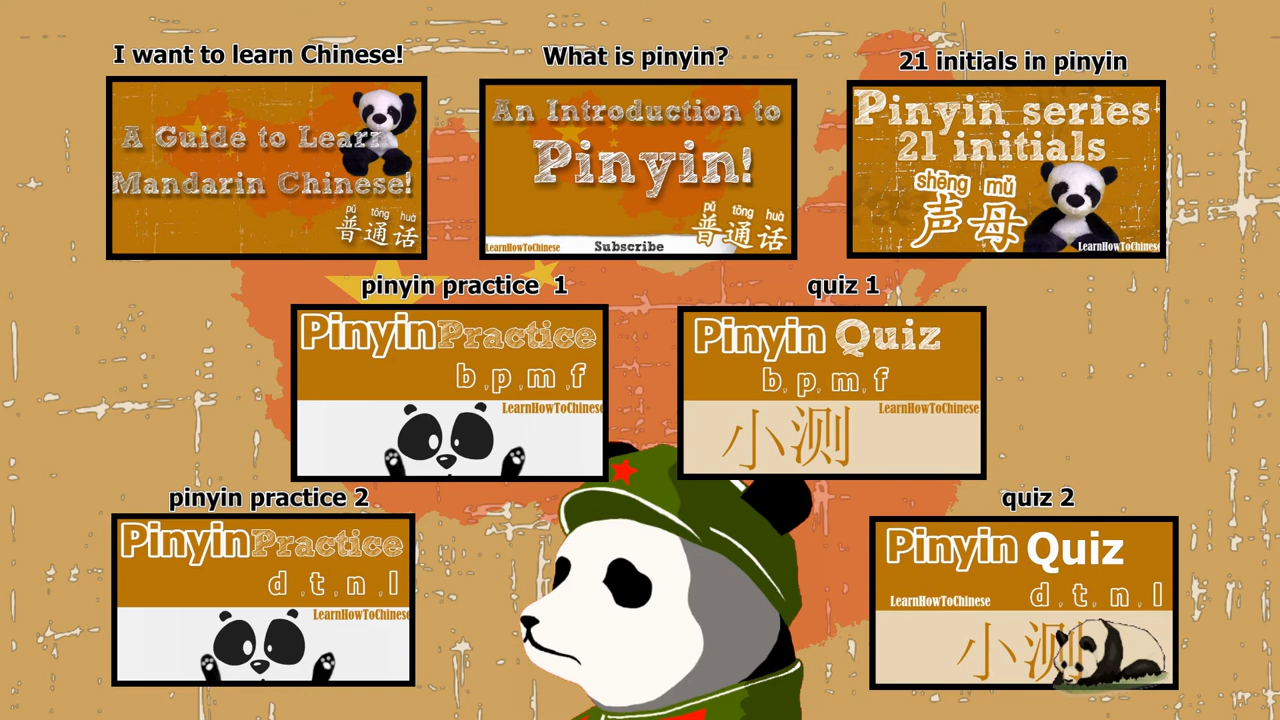 I want to learn Chinese!
A Guide to Learn
Mandarin Chinese!
pǔ tōng huà
普通话
What is pinyin?
An Introduction to
Pinyin!
pǔ tōng huà
普通话
LearnHowToChinese
Subscribe
21 initials in pinyin
Pinyin series
21 initials
shēng mǔ
声母
LearnHowToChinese
pinyin practice 1
Pinyin Practice
b , p , m , f
LearnHowToChinese
quiz 1
Pinyin Quiz
b , p , m , f
LearnHowToChinese
小测
pinyin practice 2
Pinyin Practice
d , t , n , l
LearnHowToChinese
quiz 2
Pinyin Quiz
d , t , n , l
LearnHowToChinese
小测